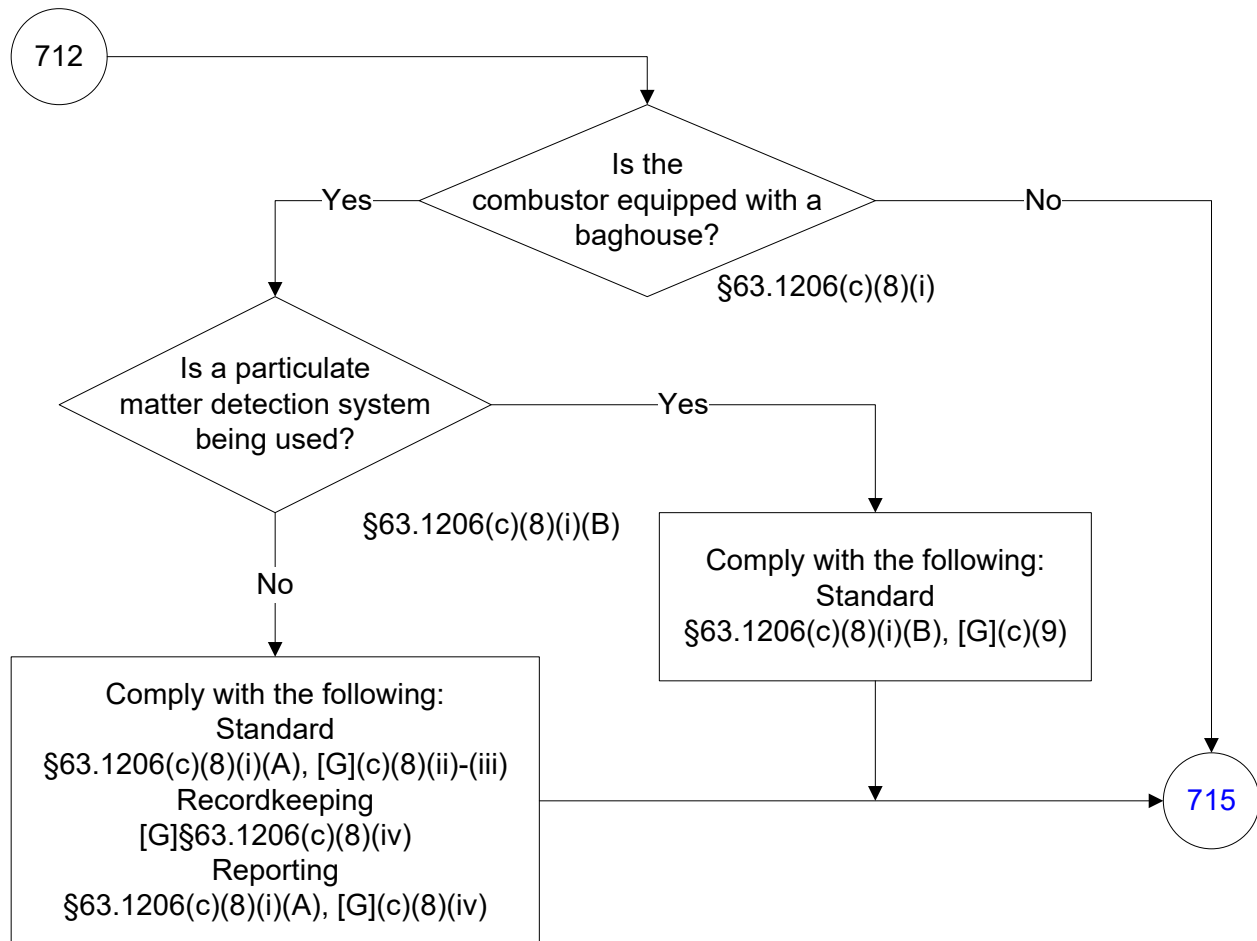 712
Is the
combustor equipped with a
baghouse?
Yes
No
§63.1206(c)(8)(i)
Is a particulate
matter detection system
being used?
Yes
§63.1206(c)(8)(i)(B)
No
Comply with the following:
Standard
§63.1206(c)(8)(i)(B), [G](c)(9)
Comply with the following:
Standard
§63.1206(c)(8)(i)(A), [G](c)(8)(ii)-(iii)
Recordkeeping
[G]§63.1206(c)(8)(iv)
Reporting
§63.1206(c)(8)(i)(A), [G](c)(8)(iv)
715